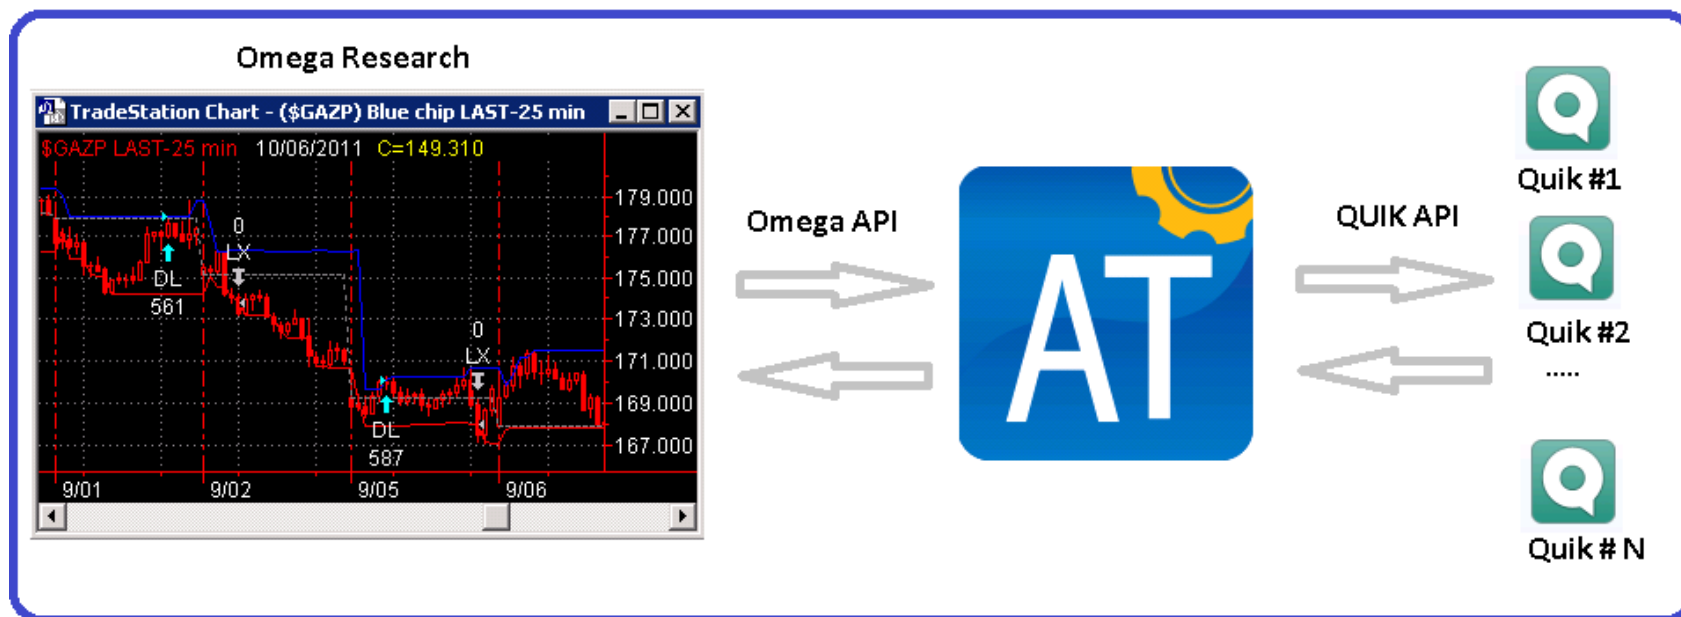 Omega Research
TradeStation Chart - ($GAZP) Blue chip LAST-25 min
$GAZP LAST-25 min 10/06/2011 C=149.310
179.000
177.000
175.000
173.000
171.000
169.000
167.000
0
LX
DL
561
0
LX
DL
587
9/01 9/02 9/05 9/06
Omega API
AT
QUIK API
Quik #1
Quik #2
.....
Quik # N